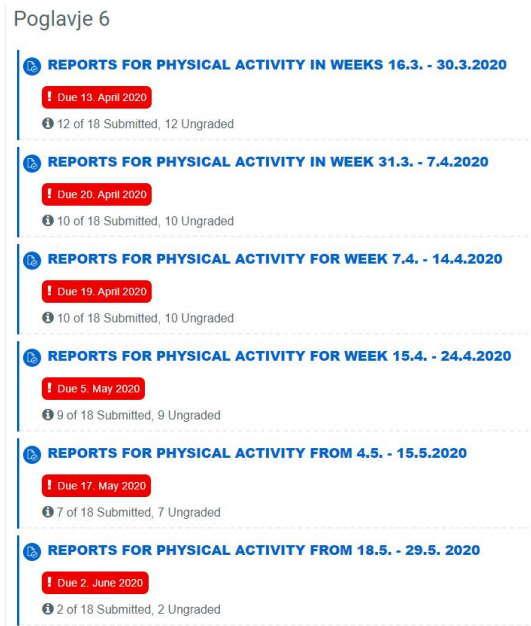 Poglavje 6
REPORTS FOR PHYSICAL ACTIVITY IN WEEKS 16.3. - 30.3.2020
! Due 13. April 2020
12 of 18 Submitted, 12 Ungraded
REPORTS FOR PHYSICAL ACTIVITY IN WEEK 31.3. - 7.4.2020
! Due 20. April 2020
10 of 18 Submitted, 10 Ungraded
REPORTS FOR PHYSICAL ACTIVITY FOR WEEK 7.4. - 14.4.2020
! Due 19. April 2020
10 of 18 Submitted, 10 Ungraded
REPORTS FOR PHYSICAL ACTIVITY FOR WEEK 15.4. - 24.4.2020
! Due 5. May 2020
9 of 18 Submitted, 9 Ungraded
REPORTS FOR PHYSICAL ACTIVITY FROM 4.5. - 15.5.2020
! Due 17. May 2020
7 of 18 Submitted, 7 Ungraded
REPORTS FOR PHYSICAL ACTIVITY FROM 18.5. - 29.5. 2020
! Due 2. June 2020
2 of 18 Submitted, 2 Ungraded